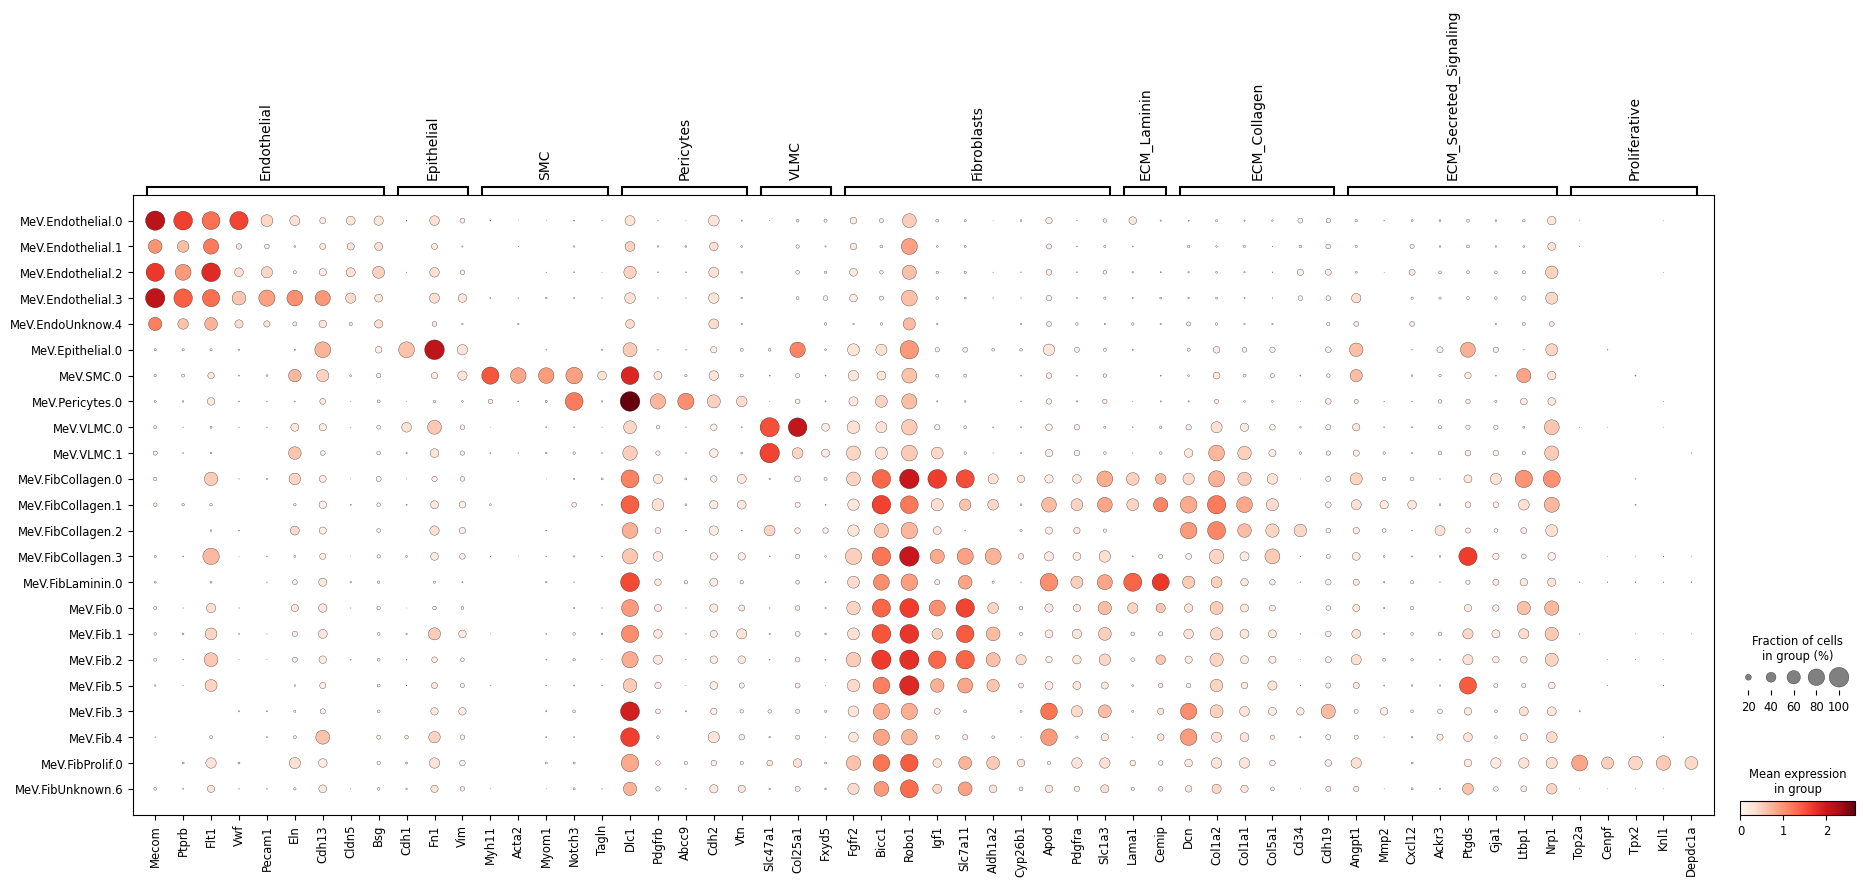 Endothelial
Epithelial
SMC
Pericytes
VLMC
Fibroblasts
ECM_Laminin
ECM_Collagen
ECM_Secreted_Signaling
Proliferative
MeV.Endothelial.0
MeV.Endothelial.1
MeV.Endothelial.2
MeV.Endothelial.3
MeV.EndoUnknow.4
MeV.Epithelial.0
MeV.SMC.0
MeV.Pericytes.0
MeV.VLMC.0
MeV.VLMC.1
MeV.FibCollagen.0
MeV.FibCollagen.1
MeV.FibCollagen.2
MeV.FibCollagen.3
MeV.FibLaminin.0
MeV.Fib.0
MeV.Fib.1
MeV.Fib.2
MeV.Fib.5
MeV.Fib.3
MeV.Fib.4
MeV.FibProlif.0
MeV.FibUnknown.6
Mecom
Ptprb
Flt1
Vwf
Pecam1
Eln
Cdh13
Cldn5
Bsg
Cdh1
Fn1
Vim
Myh11
Acta2
Myom1
Notch3
Tagln
Dlc1
Pdgfrb
Abcc9
Cdh2
Vtn
Slc47a1
Col25a1
Fxyd5
Fgfr2
Bicc1
Robo1
Igf1
Slc7a11
Aldh1a2
Cyp26b1
Apod
Pdgfra
Slc1a3
Lama1
Cemip
Dcn
Col1a2
Col1a1
Col5a1
Cd34
Cdh19
Angpt1
Mmp2
Cxcl12
Ackr3
Ptgds
Gja1
Ltbp1
Nrp1
Top2a
Cenpf
Tpx2
Knl1
Depdc1a
Fraction of cells
in group (%)
20 40 60 80 100
Mean expression
in group
0 1 2